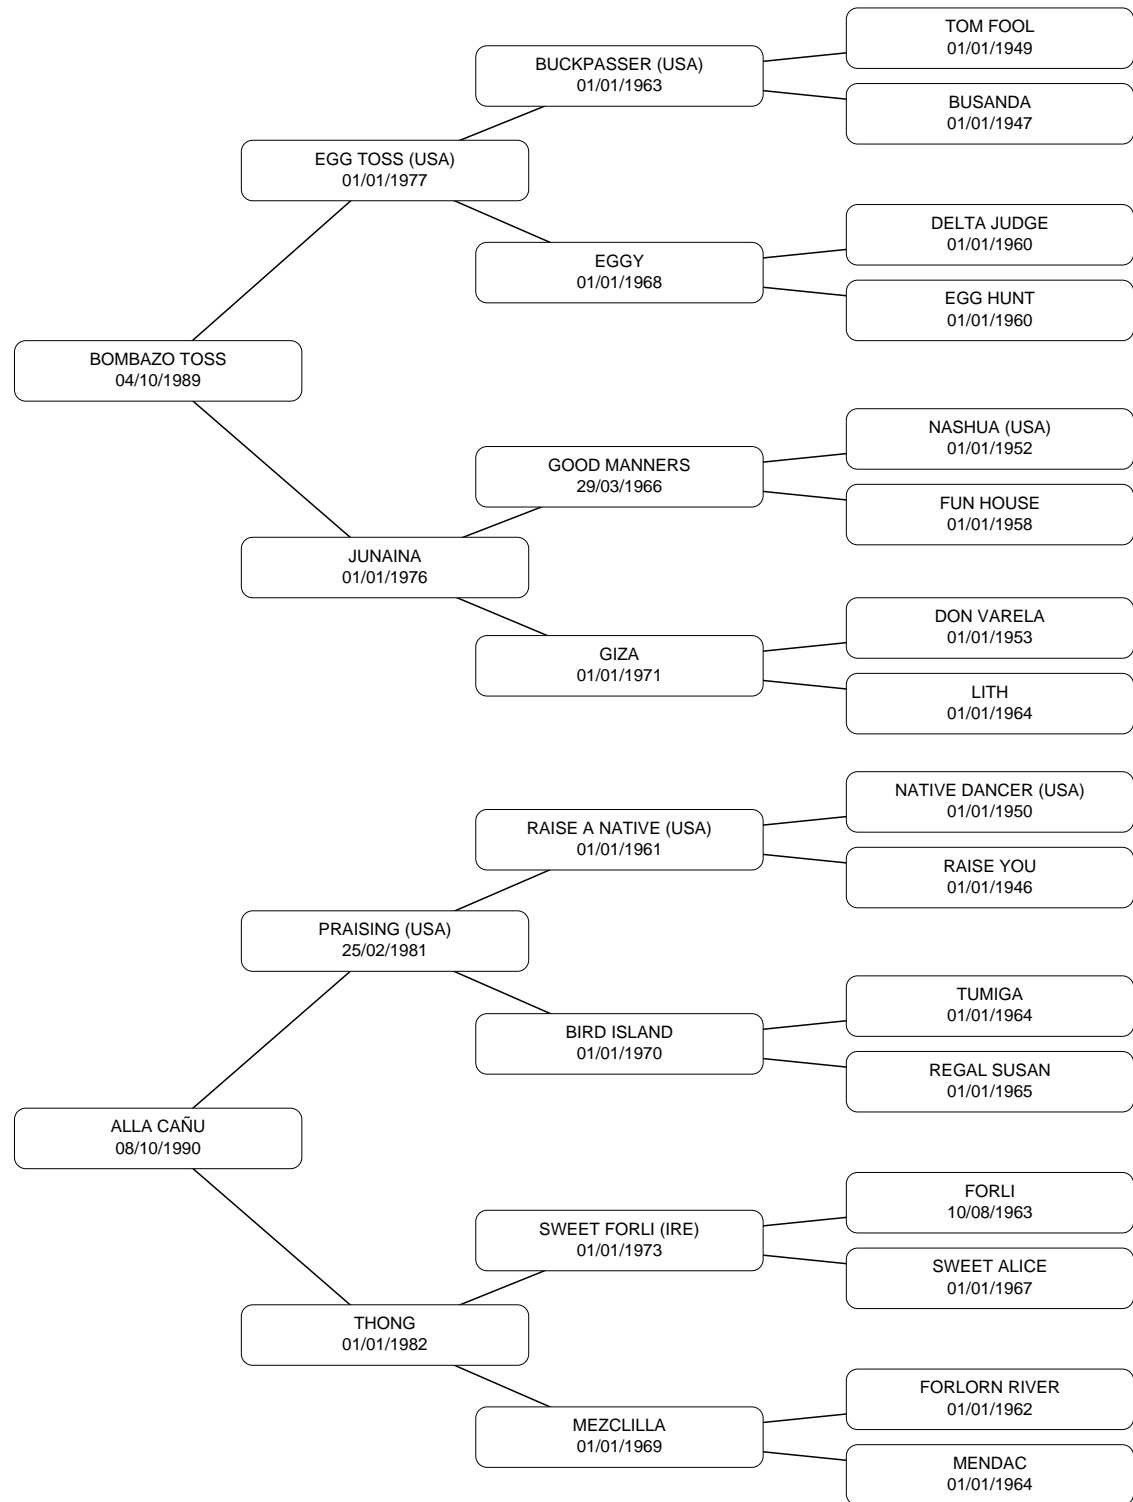 TOM FOOL
01/01/1949
BUCKPASSER (USA)
01/01/1963
BUSANDA
01/01/1947
EGG TOSS (USA)
01/01/1977
DELTA JUDGE
01/01/1960
EGGY
01/01/1968
EGG HUNT
01/01/1960
BOMBAZO TOSS
04/10/1989
NASHUA (USA)
01/01/1952
GOOD MANNERS
29/03/1966
FUN HOUSE
01/01/1958
JUNAINA
01/01/1976
DON VARELA
01/01/1953
GIZA
01/01/1971
LITH
01/01/1964
NATIVE DANCER (USA)
01/01/1950
RAISE A NATIVE (USA)
01/01/1961
RAISE YOU
01/01/1946
PRAISING (USA)
25/02/1981
TUMIGA
01/01/1964
BIRD ISLAND
01/01/1970
REGAL SUSAN
01/01/1965
ALLA CAÑU
08/10/1990
FORLI
10/08/1963
SWEET FORLI (IRE)
01/01/1973
SWEET ALICE
01/01/1967
THONG
01/01/1982
FORLORN RIVER
01/01/1962
MEZCLILLA
01/01/1969
MENDAC
01/01/1964